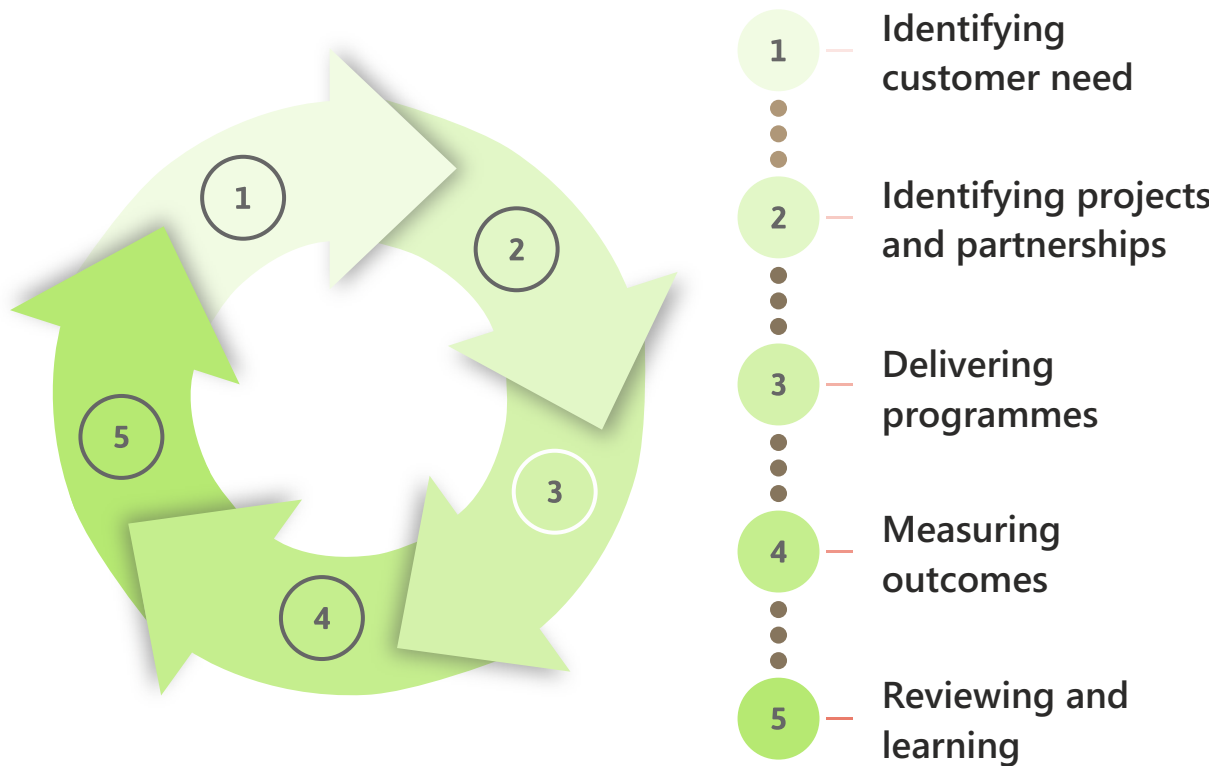 1
2
3
4
5
1
Identifying
customer need
2
Identifying projects
and partnerships
3
Delivering
programmes
4
Measuring
outcomes
5
Reviewing and
learning